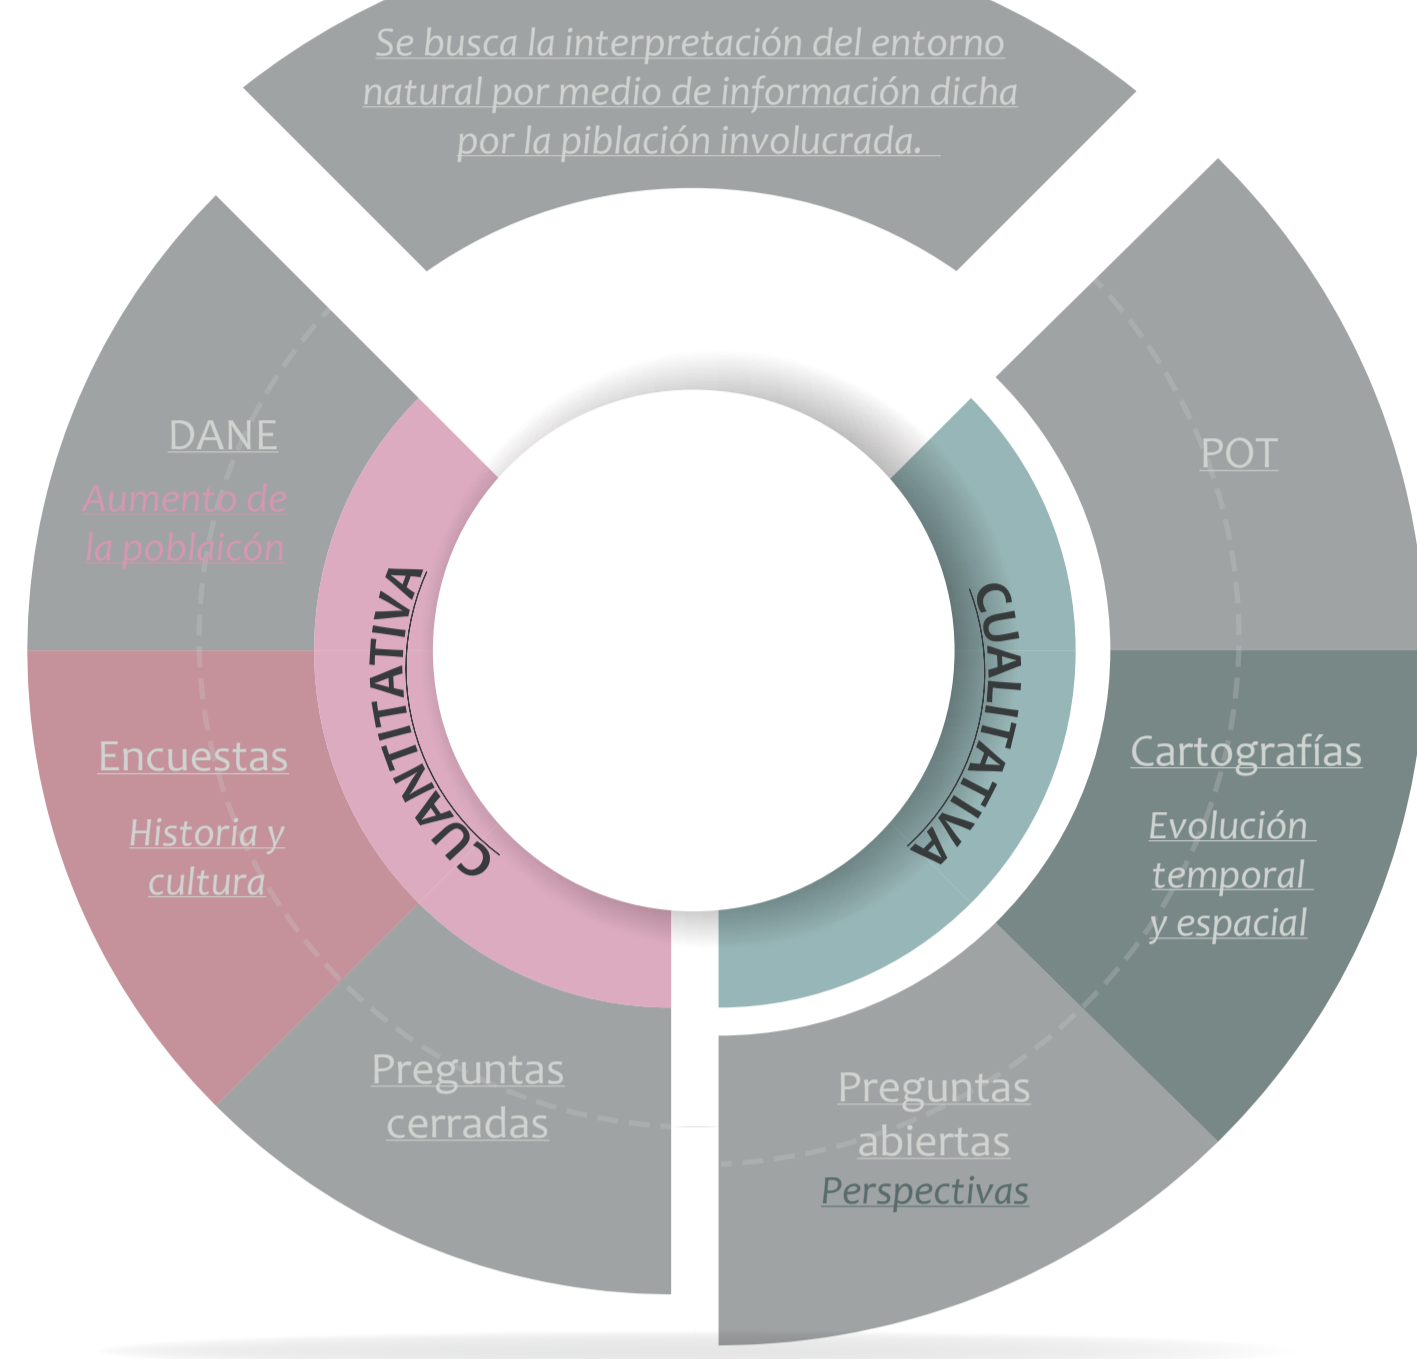 Se busca la interpretación del entorno
natural por medio de información dicha
por la piblación involucrada.
DANE
Aumento de
la poblaicón
Encuestas
Historia y
cultura
Preguntas
cerradas
CUANTITATIVA
CUALITATIVA
POT
Cartografías
Evolución
temporal
y espacial
Preguntas
abiertas
Perspectivas